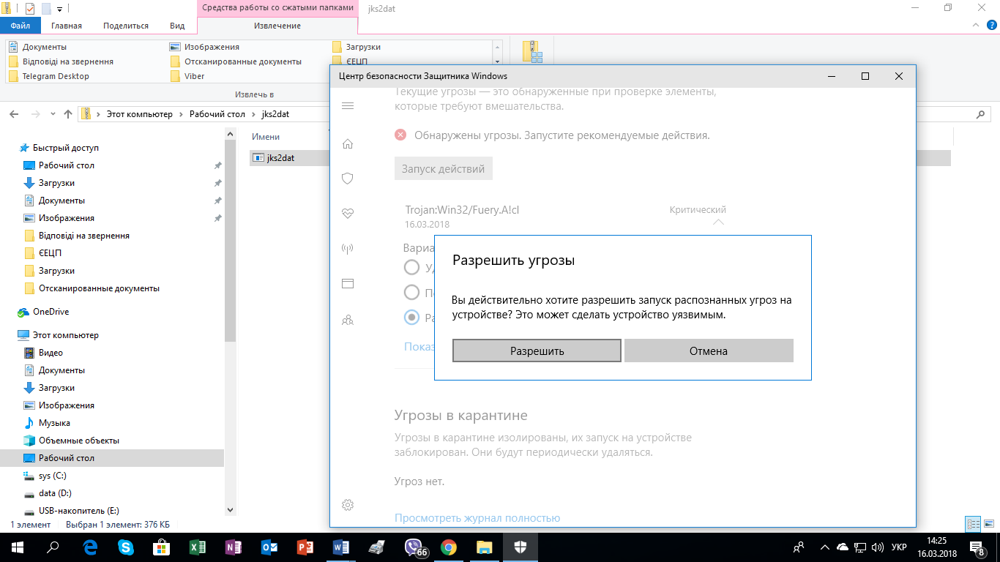 Средства работы со сжатыми папками
jks2dat
Файл
Главная
Поделиться
Вид
Извлечение
Документы
Изображения
Загрузки
Відповіді на звернення
Отсканированные документы
ЄЕЦП
Telegram Desktop
Viber
Извлечь в
Этот компьютер
Рабочий стол
jks2dat
Имени
jks2dat
Быстрый доступ
Рабочий стол
Загрузки
Документы
Изображения
Відповіді на звернення
ЄЕЦП
Загрузки
Отсканированные документы
OneDrive
Этот компьютер
Видео
Документы
Загрузки
Изображения
Музыка
Объемные объекты
Рабочий стол
sys (C:)
data (D:)
USB-накопитель (E:)
1 элемент
Выбран 1 элемент: 376 КБ
Центр безопасности Защитника Windows
Текущие угрозы — это обнаруженные при проверке элементы,
которые требуют вмешательства.
Обнаружены угрозы. Запустите рекомендуемые действия.
Запуск действий
Trojan:Win32/Fuery.A!cl
Критический
16.03.2018
Разрешить угрозы
Вы действительно хотите разрешить запуск распознанных угроз на
устройстве? Это может сделать устройство уязвимым.
Разрешить
Отмена
Угрозы в карантине
Угрозы в карантине изолированы, их запуск на устройстве
заблокирован. Они будут периодически удаляться.
Угроз нет.
Просмотреть журнал полностью
66
УКР
14:25
16.03.2018
8